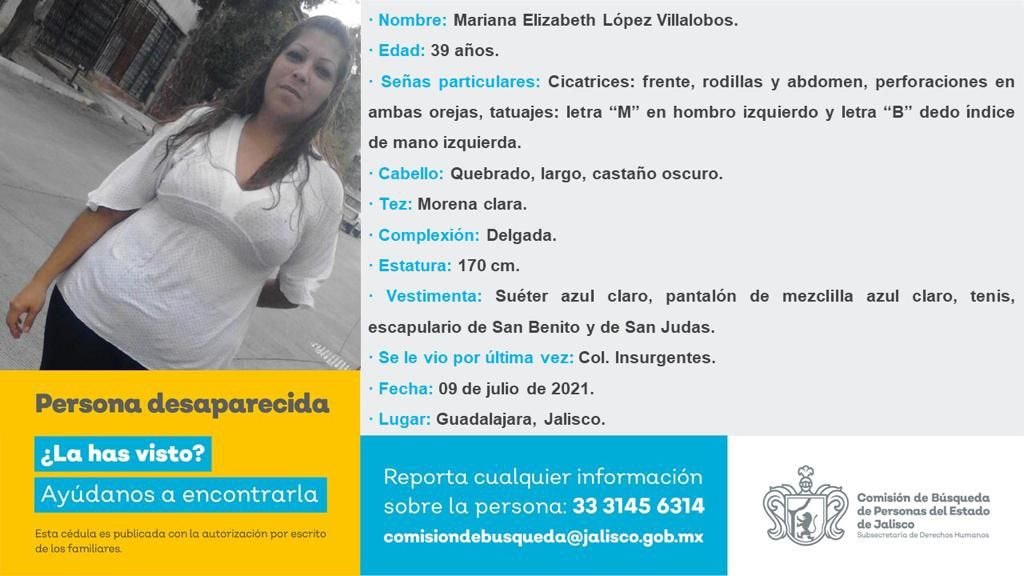 · Nombre: Mariana Elizabeth López Villalobos.
· Edad: 39 años.
· Señas particulares: Cicatrices: frente, rodillas y abdomen, perforaciones en
ambas orejas, tatuajes: letra “M” en hombro izquierdo y letra “B” dedo índice
de mano izquierda.
· Cabello: Quebrado, largo, castaño oscuro.
· Tez: Morena clara.
· Complexión: Delgada.
· Estatura: 170 cm.
· Vestimenta: Suéter azul claro, pantalón de mezclilla azul claro, tenis,
escapulario de San Benito y de San Judas.
· Se le vio por última vez: Col. Insurgentes.
· Fecha: 09 de julio de 2021.
· Lugar: Guadalajara, Jalisco.
Persona desaparecida
¿La has visto?
Ayúdanos a encontrarla
Esta cédula es publicada con la autorización por escrito
de los familiares.
Reporta cualquier información
sobre la persona: 33 3145 6314
comisiondebusqueda@jalisco.gob.mx
Comisión de Búsqueda
de Personas del Estado
de Jalisco
Subsecretaría de Derechos Humanos